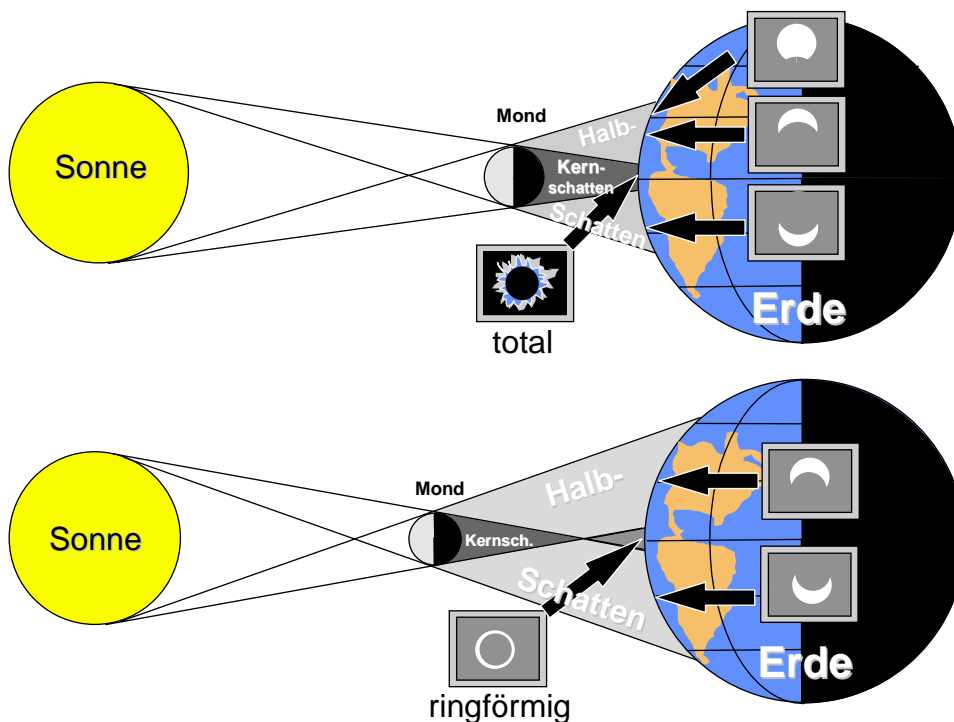 Mond
Halb-
Sonne
Kern-
schatten
Schatten
Erde
total
Mond
Halb-
Sonne
Kernsch.
Schatten
Erde
ringförmig